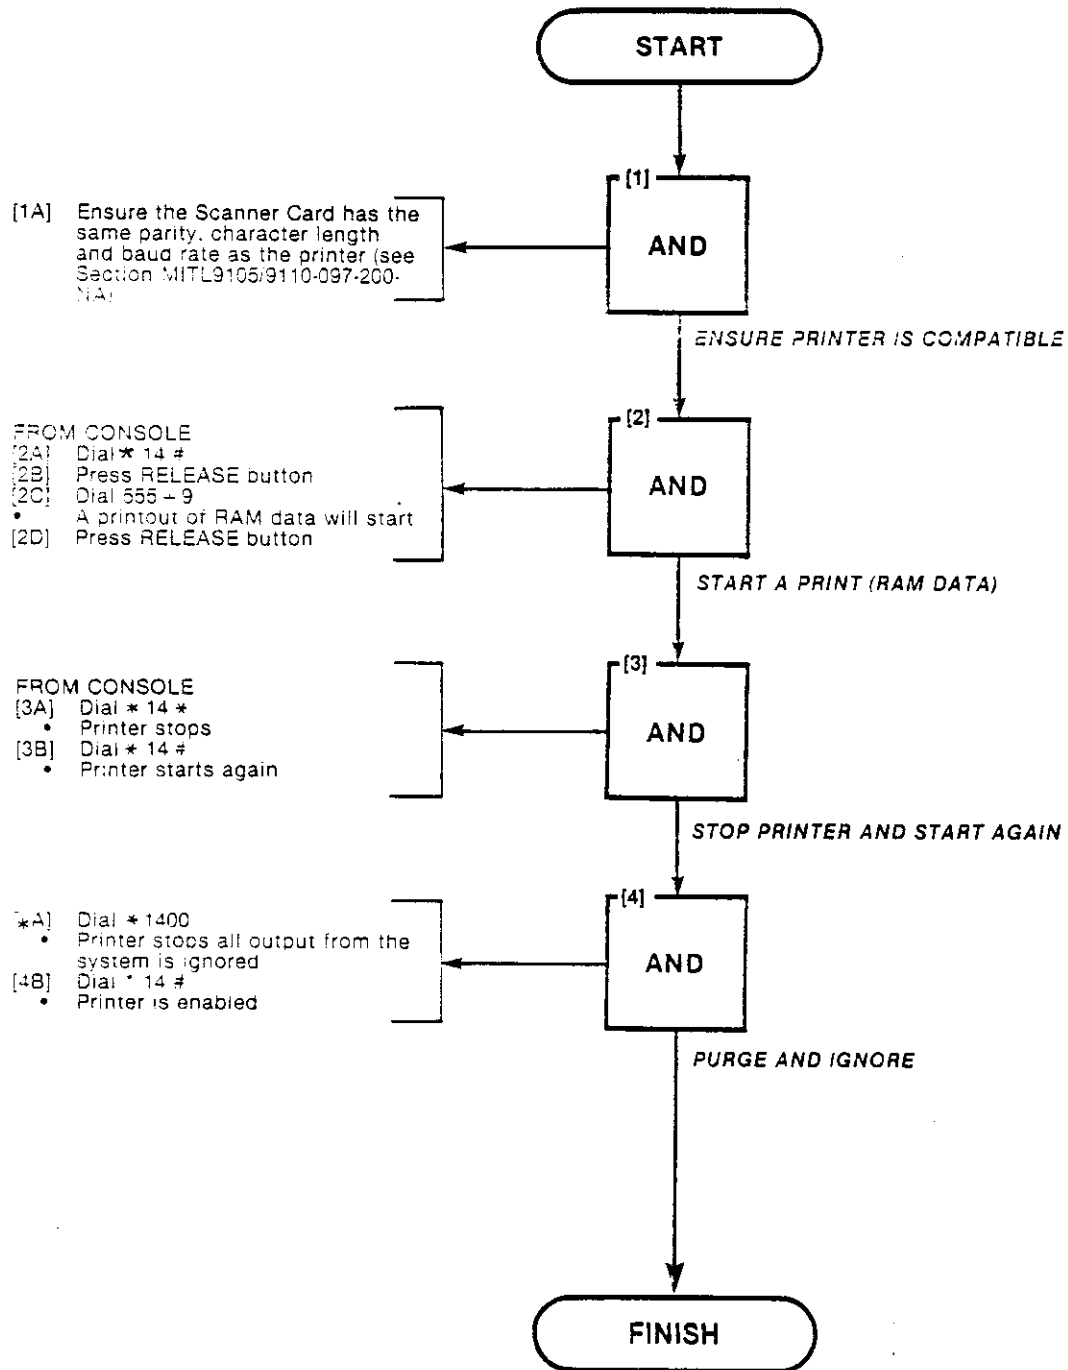 START
[1]
AND
[1A] Ensure the Scanner Card has the
same parity, character length
and baud rate as the printer (see
Section MITL9105/9110-097-200-
NA)
ENSURE PRINTER IS COMPATIBLE
[2]
AND
FROM CONSOLE
[2A] Dial * 14 #
[2B] Press RELEASE button
[2C] Dial 555 – 9
• A printout of RAM data will start
[2D] Press RELEASE button
START A PRINT (RAM DATA)
[3]
AND
FROM CONSOLE
[3A] Dial * 14 *
• Printer stops
[3B] Dial * 14 #
• Printer starts again
STOP PRINTER AND START AGAIN
[4]
AND
[*A] Dial * 1400
• Printer stops all output from the
system is ignored
[4B] Dial * 14 #
• Printer is enabled
PURGE AND IGNORE
FINISH